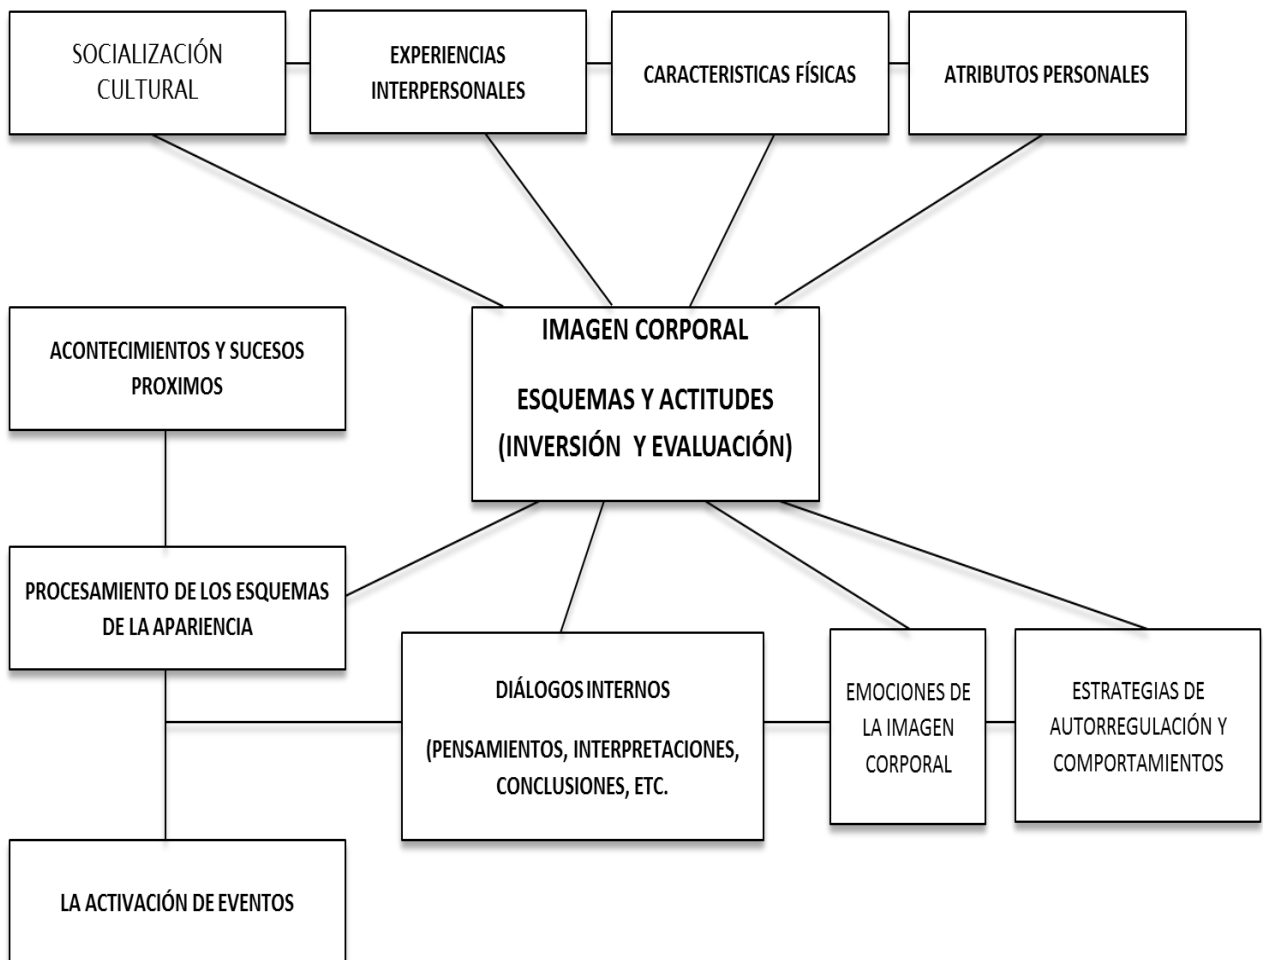 SOCIALIZACIÓN
CULTURAL
EXPERIENCIAS
INTERPERSONALES
CARACTERISTICAS FÍSICAS
ATRIBUTOS PERSONALES
IMAGEN CORPORAL
ESQUEMAS Y ACTITUDES
(INVERSIÓN Y EVALUACIÓN)
ACONTECIMIENTOS Y SUCESOS
PROXIMOS
PROCESAMIENTO DE LOS ESQUEMAS
DE LA APARIENCIA
DIÁLOGOS INTERNOS
(PENSAMIENTOS, INTERPRETACIONES,
CONCLUSIONES, ETC.
EMOCIONES DE
LA IMAGEN
CORPORAL
ESTRATEGIAS DE
AUTORREGULACIÓN Y
COMPORTAMIENTOS
LA ACTIVACIÓN DE EVENTOS